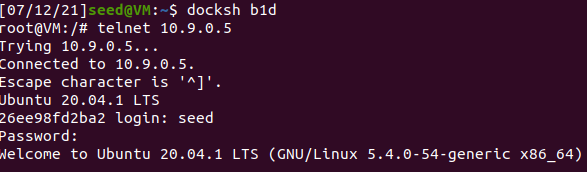 [07/12/21]seed@VM:~$ docksh b1d
root@VM:/# telnet 10.9.0.5
Trying 10.9.0.5...
Connected to 10.9.0.5.
Escape character is '^]'.
Ubuntu 20.04.1 LTS
26ee98fd2ba2 login: seed
Password:
Welcome to Ubuntu 20.04.1 LTS (GNU/Linux 5.4.0-54-generic x86_64)